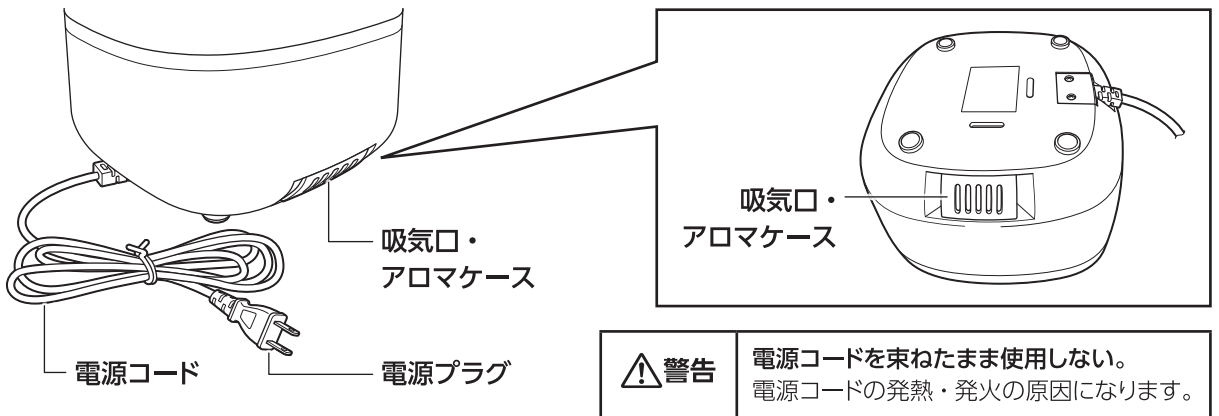 吸気口・
アロマケース
電源コード
電源プラグ
吸気口・
アロマケース
警告
電源コードを束ねたまま使用しない。
電源コードの発熱・発火の原因になります。